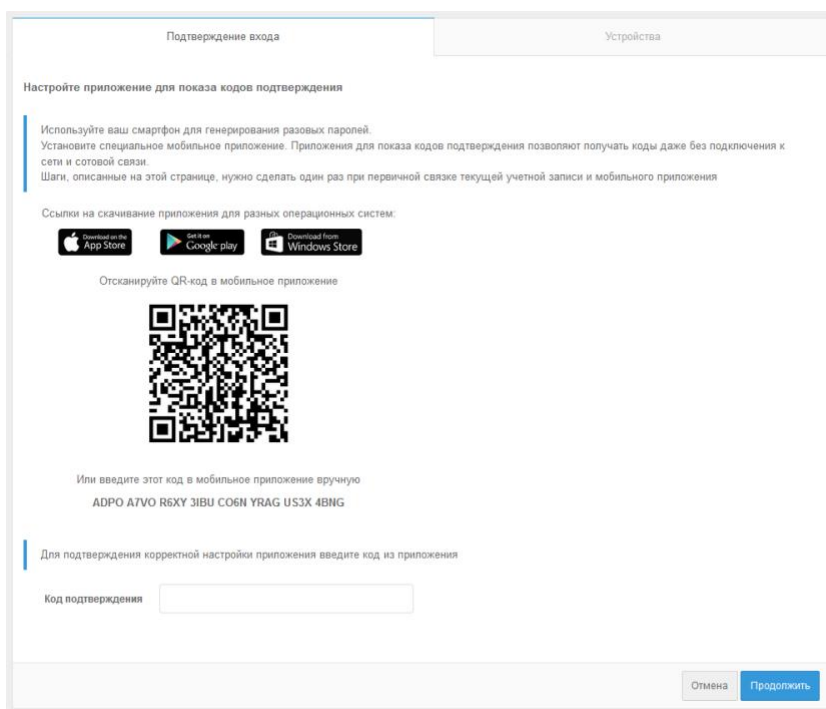 Подтверждение входа
Устройства
Настройте приложение для показа кодов подтверждения
Используйте ваш смартфон для генерирования разовых паролей.
Установите специальное мобильное приложение. Приложения для показа кодов подтверждения позволяют получать коды даже без подключения к
сети и сотовой связи.
Шаги, описанные на этой странице, нужно сделать один раз при первичной связке текущей учетной записи и мобильного приложения
Ссылки на скачивание приложения для разных операционных систем:
Download on the
App Store
Get it on
Google play
Download from
Windows Store
Отсканируйте QR-код в мобильное приложение
Или введите этот код в мобильное приложение вручную
ADPO A7VO R6XY 3IBU CO6N YRAG US3X 4BNG
Для подтверждения корректной настройки приложения введите код из приложения
Код подтверждения
Отмена
Продолжить